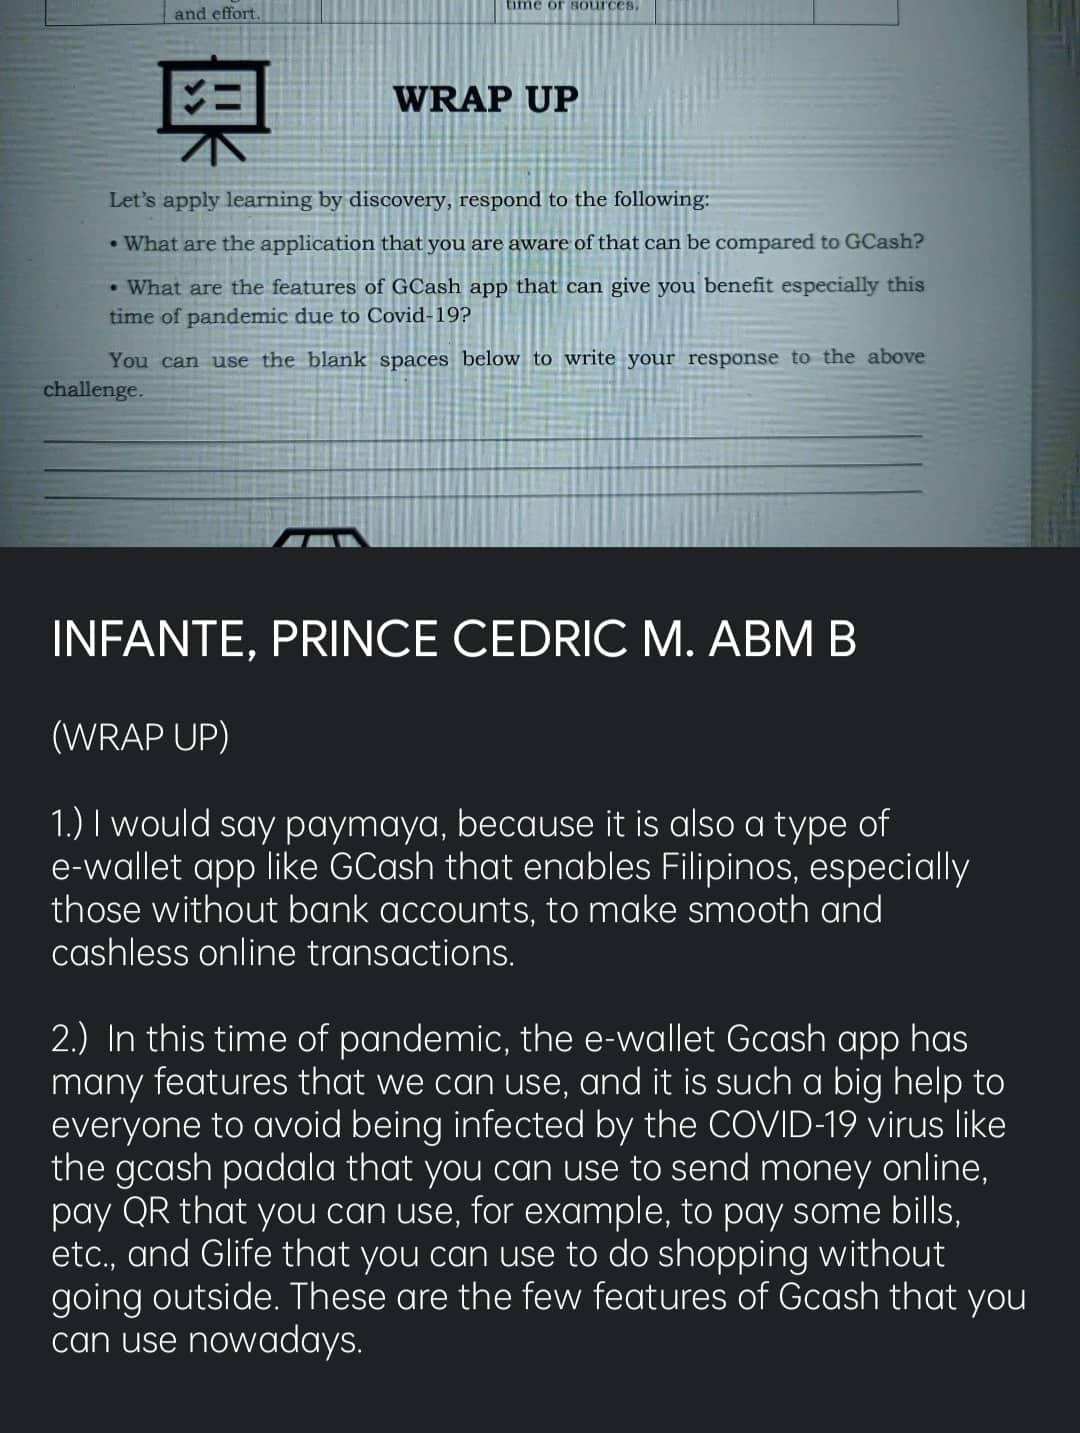 and effort.
time or sources.
WRAP UP
Let's apply learning by discovery, respond to the following:
• What are the application that you are aware of that can be compared to GCash?
• What are the features of GCash app that can give you benefit especially this
time of pandemic due to Covid-19?
You can use the blank spaces below to write your response to the above
challenge.
INFANTE, PRINCE CEDRIC M. ABM B
(WRAP UP)
1.) I would say paymaya, because it is also a type of
e-wallet app like GCash that enables Filipinos, especially
those without bank accounts, to make smooth and
cashless online transactions.
2.) In this time of pandemic, the e-wallet Gcash app has
many features that we can use, and it is such a big help to
everyone to avoid being infected by the COVID-19 virus like
the gcash padala that you can use to send money online,
pay QR that you can use, for example, to pay some bills,
etc., and Glife that you can use to do shopping without
going outside. These are the few features of Gcash that you
can use nowadays.